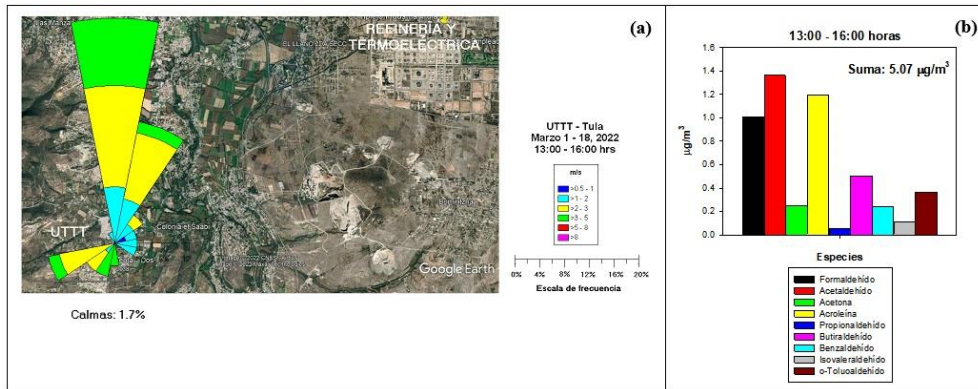 (a)
REFINERÍA Y
TERMOELÉCTRICA
UTTT
Colonia el Saabi
Google Earth
Calmas: 1.7%
UTTT - Tula
Marzo 1 - 18, 2022
13:00 - 16:00 hrs
m/s
>0.5 - 1
>1 - 2
>2 - 3
>3 - 5
>5 - 8
>8
0% 4% 8% 12% 16% 20%
Escala de frecuencia
(b)
13:00 - 16:00 horas
Suma: 5.07 µg/m³
µg/m³
1.6
1.4
1.2
1.0
0.8
0.6
0.4
0.2
0.0
Especies
Formaldehído
Acetaldehído
Acetona
Acroleína
Propionaldehído
Butiraldehído
Benzaldehído
Isovaleraldehído
o-Toluoaldehído